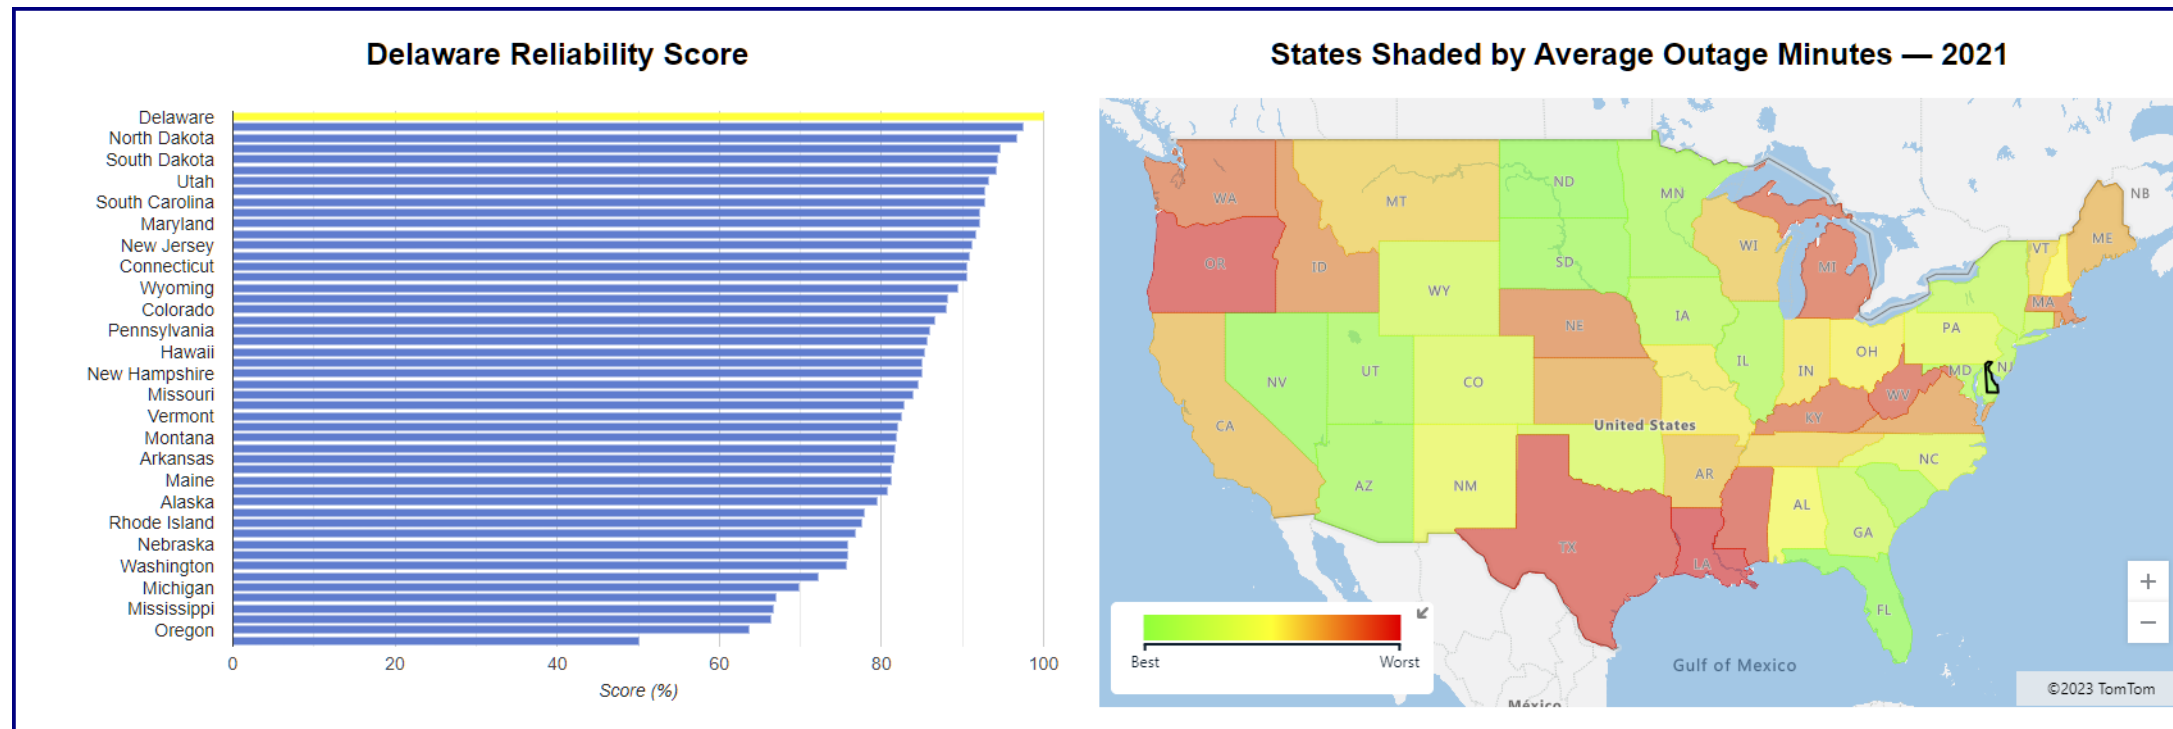 Delaware Reliability Score
Delaware
North Dakota
South Dakota
Utah
South Carolina
Maryland
New Jersey
Connecticut
Wyoming
Colorado
Pennsylvania
Hawaii
New Hampshire
Missouri
Vermont
Montana
Arkansas
Maine
Alaska
Rhode Island
Nebraska
Washington
Michigan
Mississippi
Oregon
0 20 40 60 80 100
Score (%)
States Shaded by Average Outage Minutes — 2021
WA
MT
ND
MN
NB
OR
ID
SD
WI
MI
VT
ME
WY
NE
IA
MA
PA
NV
UT
CO
IL
IN
OH
MD
NJ
CA
United States
KY
WV
AZ
NM
AR
NC
TX
LA
AL
GA
FL
Best
Worst
Gulf of Mexico
México
+
−
©2023 TomTom